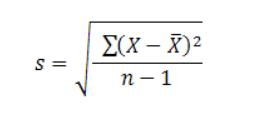 s = √(∑(X − X̄)² / (n − 1))